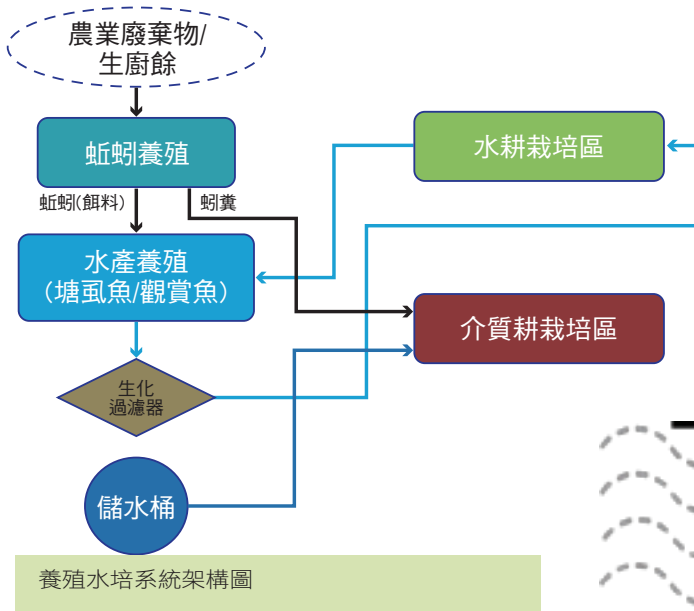 農業廢棄物/
生廚餘
蚯蚓養殖
水耕栽培區
蚯蚓(餌料)
蚓糞
水產養殖
（塘虱魚/觀賞魚）
介質耕栽培區
生化
過濾器
儲水桶
養殖水培系統架構圖